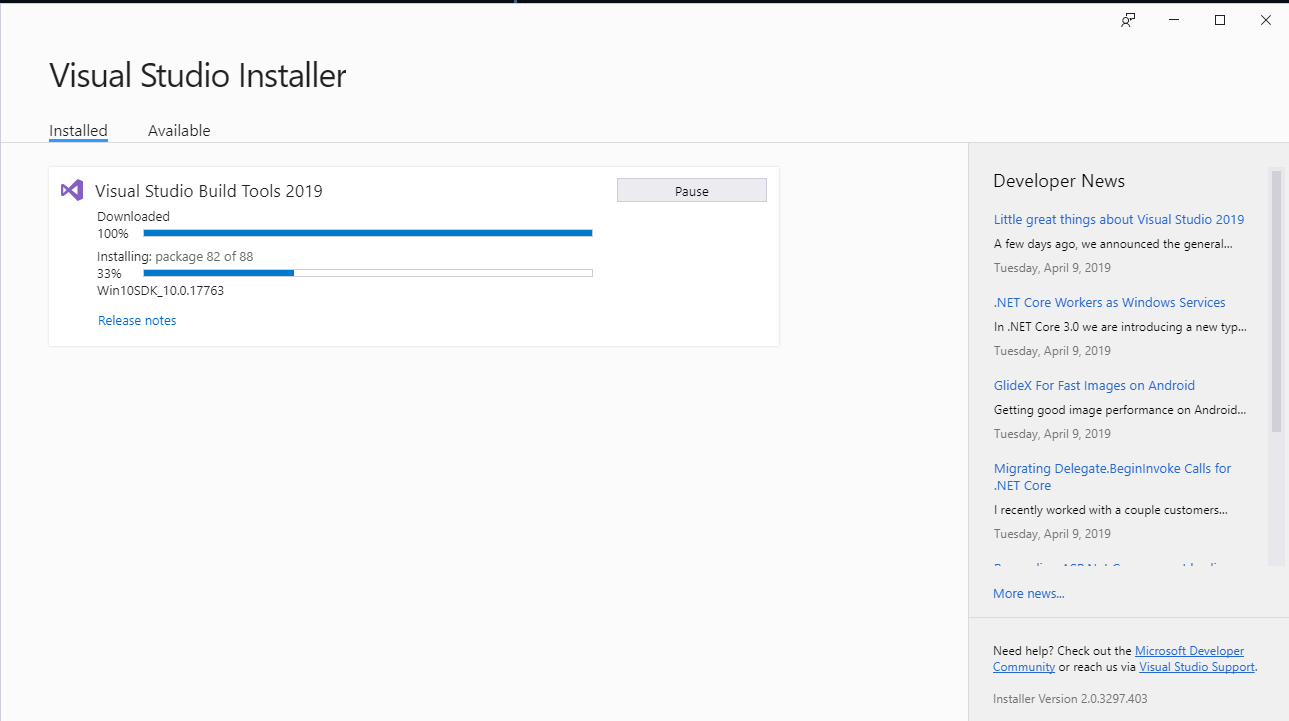 Visual Studio Installer
Installed
Available
Visual Studio Build Tools 2019
Pause
Downloaded
100%
Installing: package 82 of 88
33%
Win10SDK_10.0.17763
Release notes
Developer News
Little great things about Visual Studio 2019
A few days ago, we announced the general...
Tuesday, April 9, 2019
.NET Core Workers as Windows Services
In .NET Core 3.0 we are introducing a new typ...
Tuesday, April 9, 2019
GlideX For Fast Images on Android
Getting good image performance on Android...
Tuesday, April 9, 2019
Migrating Delegate.BeginInvoke Calls for
.NET Core
I recently worked with a couple customers...
Tuesday, April 9, 2019
More news...
Need help? Check out the Microsoft Developer
Community or reach us via Visual Studio Support.
Installer Version 2.0.3297.403